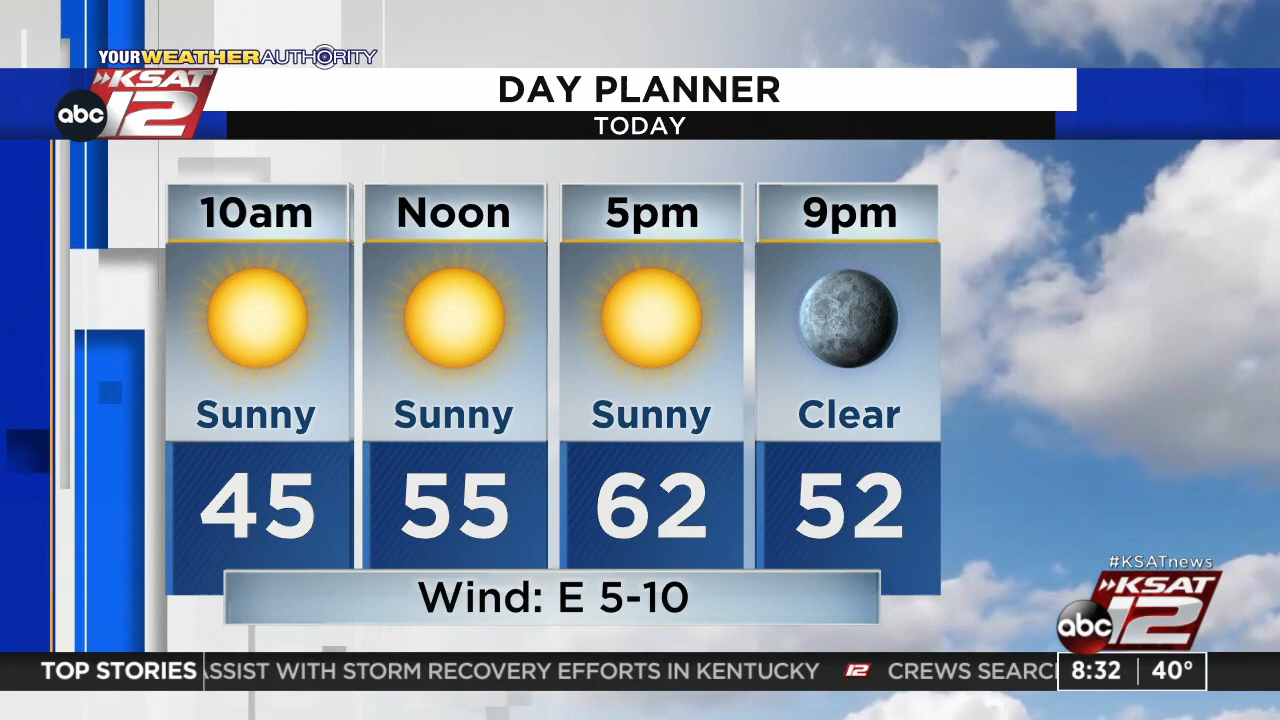 YOURWEATHERAUTHORITY
KSAT
abc 12
DAY PLANNER
TODAY
10am Noon 5pm 9pm
Sunny Sunny Sunny Clear
45 55 62 52
Wind: E 5-10
#KSATnews
KSAT
abc 12
TOP STORIES ASSIST WITH STORM RECOVERY EFFORTS IN KENTUCKY 12 CREWS SEARC 8:32 40°